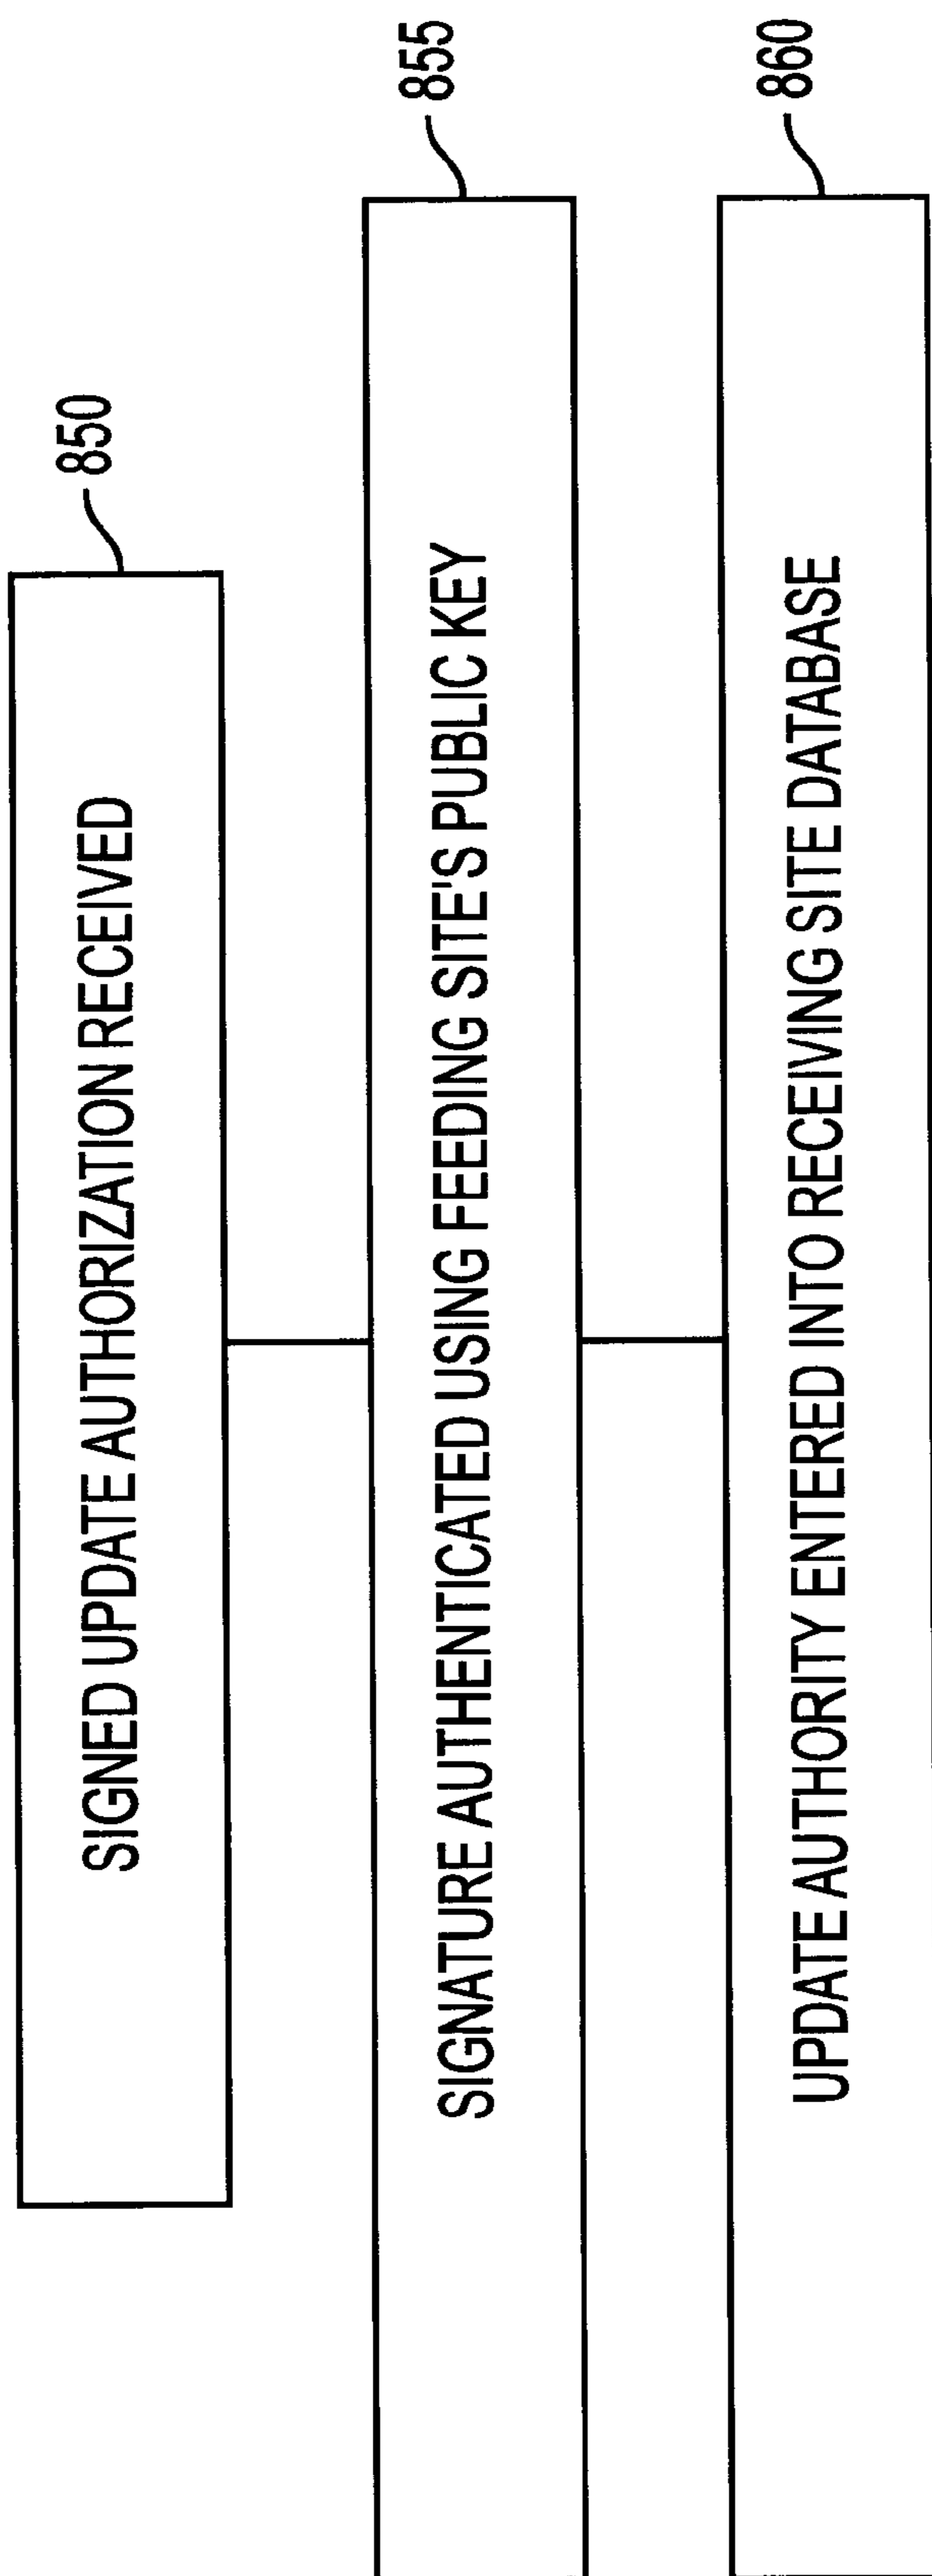 SIGNED UPDATE AUTHORIZATION RECEIVED
850
SIGNATURE AUTHENTICATED USING FEEDING SITE'S PUBLIC KEY
855
UPDATE AUTHORITY ENTERED INTO RECEIVING SITE DATABASE
860